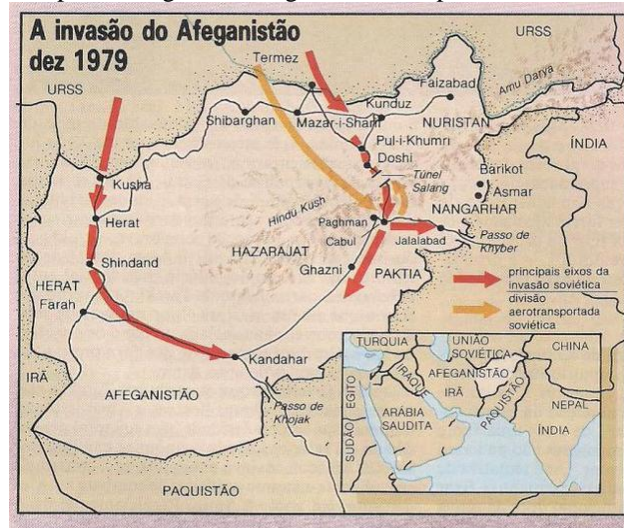 A invasão do Afeganistão
dez 1979
URSS
Termez
URSS
Amu Darya
Faizabad
Kunduz
Shibarghan
Mazar-i-Sharif
NURISTAN
Pul-i-Khumri
Doshi
ÍNDIA
Kusha
Túnel
Salang
Barikot
Asmar
Herat
Hindu Kush
Paghman
NANGARHAR
Cabul
Jalalabad
Passo de
Khyber
HAZARAJAT
Shindand
Ghazni
PAKTIA
principais eixos da
invasão soviética
divisão
aerotransportada
soviética
HERAT
Farah
Kandahar
IRÃ
AFEGANISTÃO
Passo de
Khojak
PAQUISTÃO
TURQUIA
UNIÃO
SOVIÉTICA
CHINA
IRAQUE
AFEGANISTÃO
IRÃ
PAQUISTÃO
NEPAL
ÍNDIA
EGITO
SUDÃO
ARÁBIA
SAUDITA